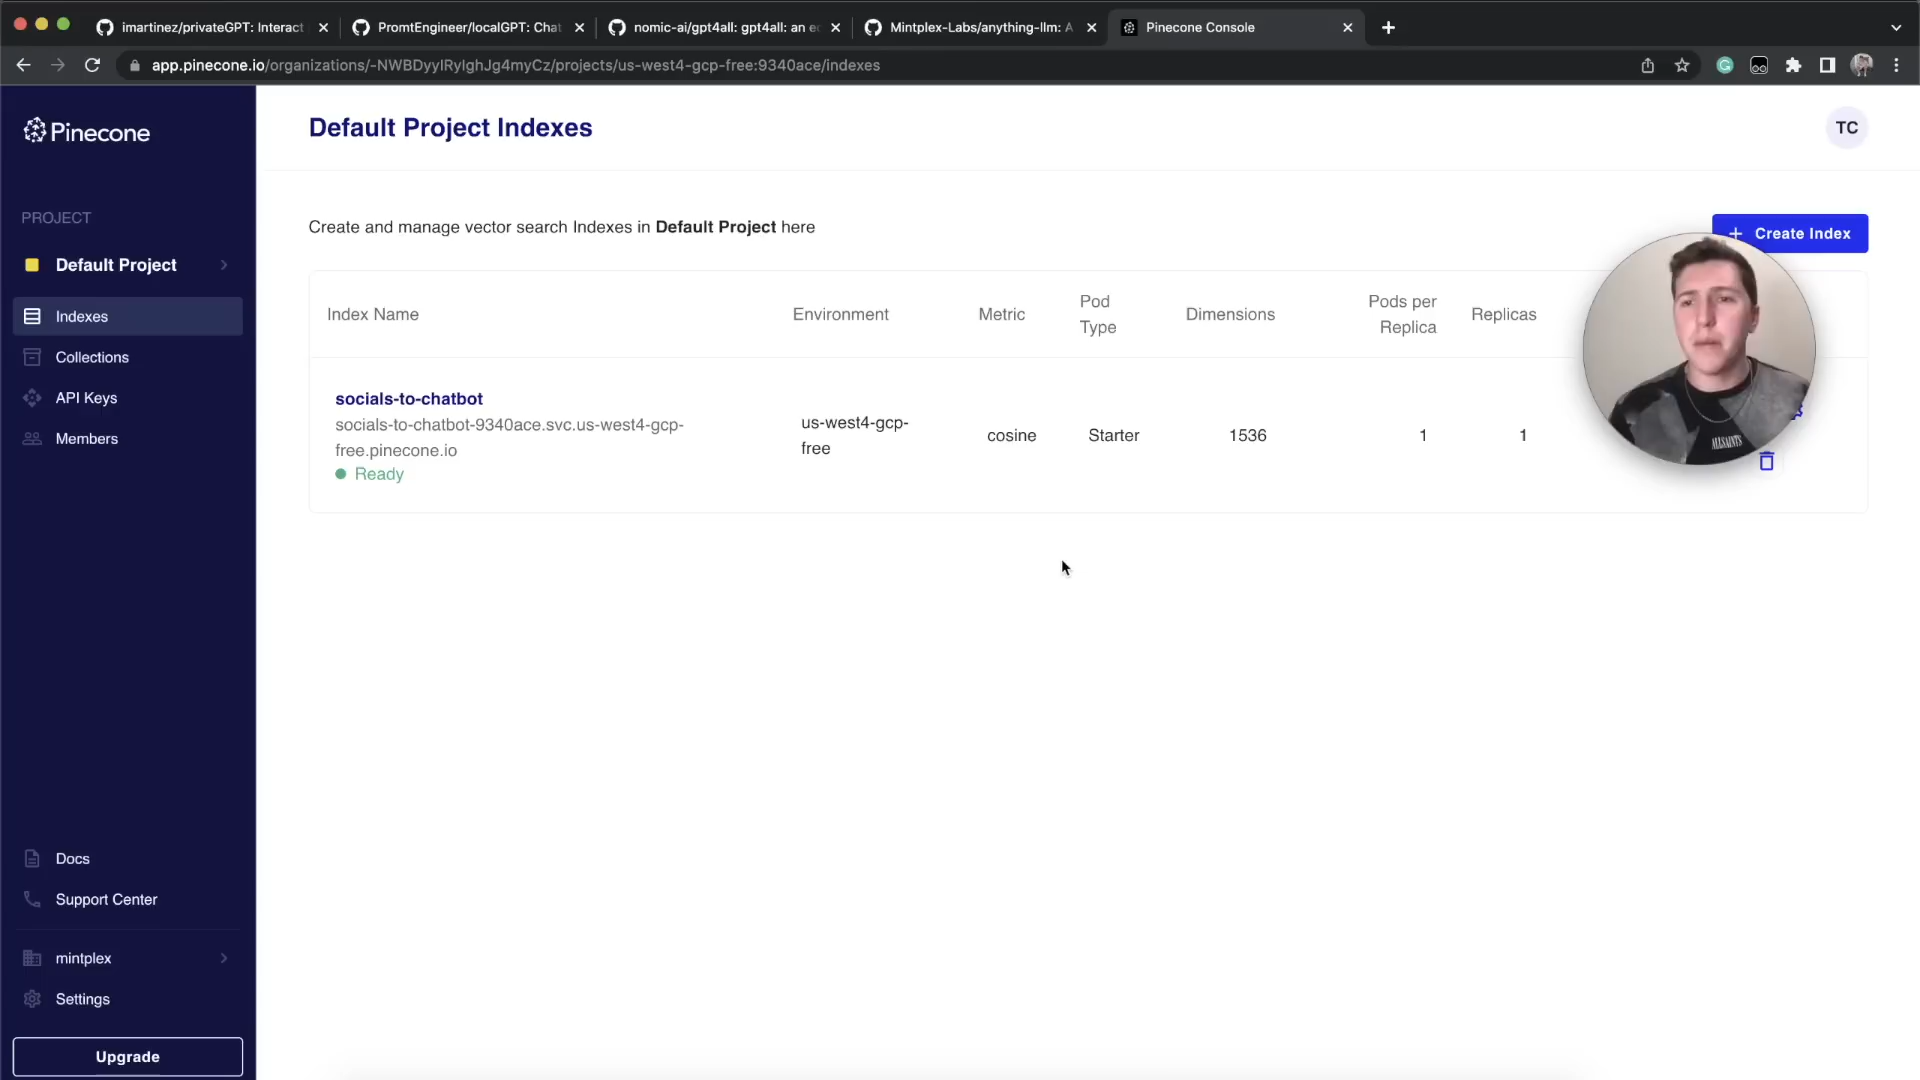 imartinez/privateGPT: Interact
PromtEngineer/localGPT: Chat
nomic-ai/gpt4all: gpt4all: an ec
Mintplex-Labs/anything-llm: A
Pinecone Console
app.pinecone.io/organizations/-NWBDyyIRyIghJg4myCz/projects/us-west4-gcp-free:9340ace/indexes
Pinecone
PROJECT
Default Project
Indexes
Collections
API Keys
Members
Docs
Support Center
mintplex
Settings
Upgrade
Default Project Indexes
TC
Create and manage vector search Indexes in Default Project here
+ Create Index
Index Name
Environment
Metric
Pod
Type
Dimensions
Pods per
Replica
Replicas
socials-to-chatbot
socials-to-chatbot-9340ace.svc.us-west4-gcp-
free.pinecone.io
Ready
us-west4-gcp-
free
cosine
Starter
1536
1
1
ALLSAINTS